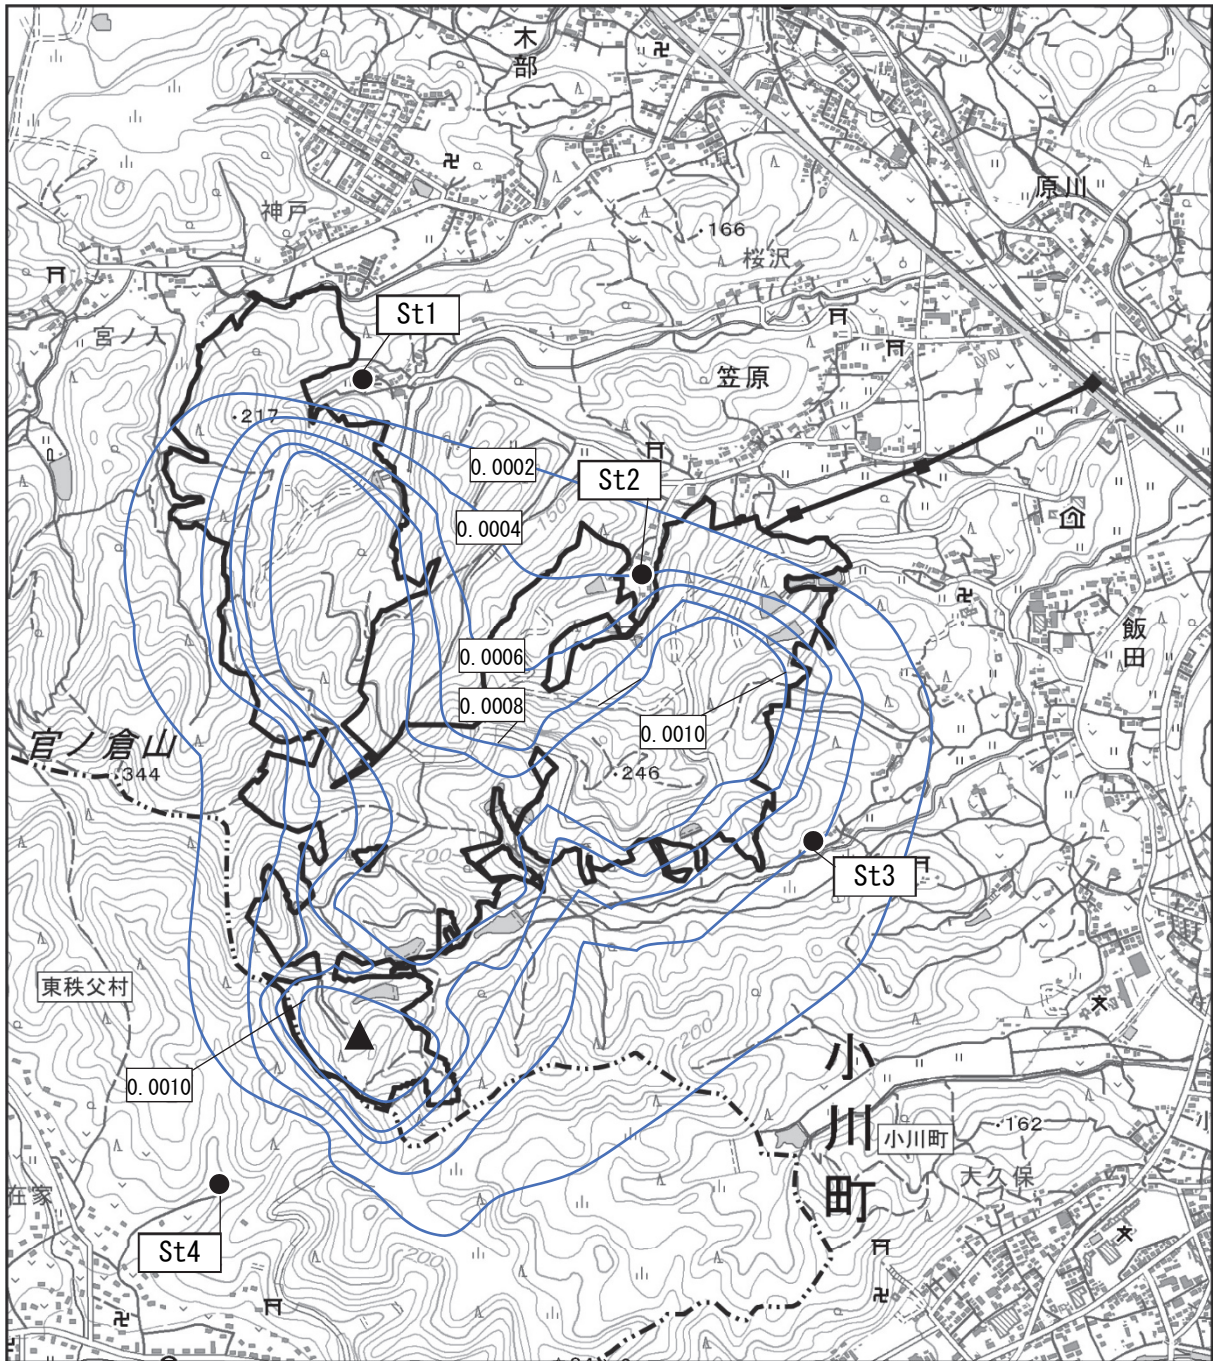 木部
原川
神戸
・166
桜沢
St1
宮ノ入
笠原
・217
0.0002
St2
150
0.0004
飯田
0.0006
0.0008
0.0010
官ノ倉山
・344
・246
200
St3
東秩父村
200
小川町
0.0010
小川町
・162
大久保
在家
St4
200